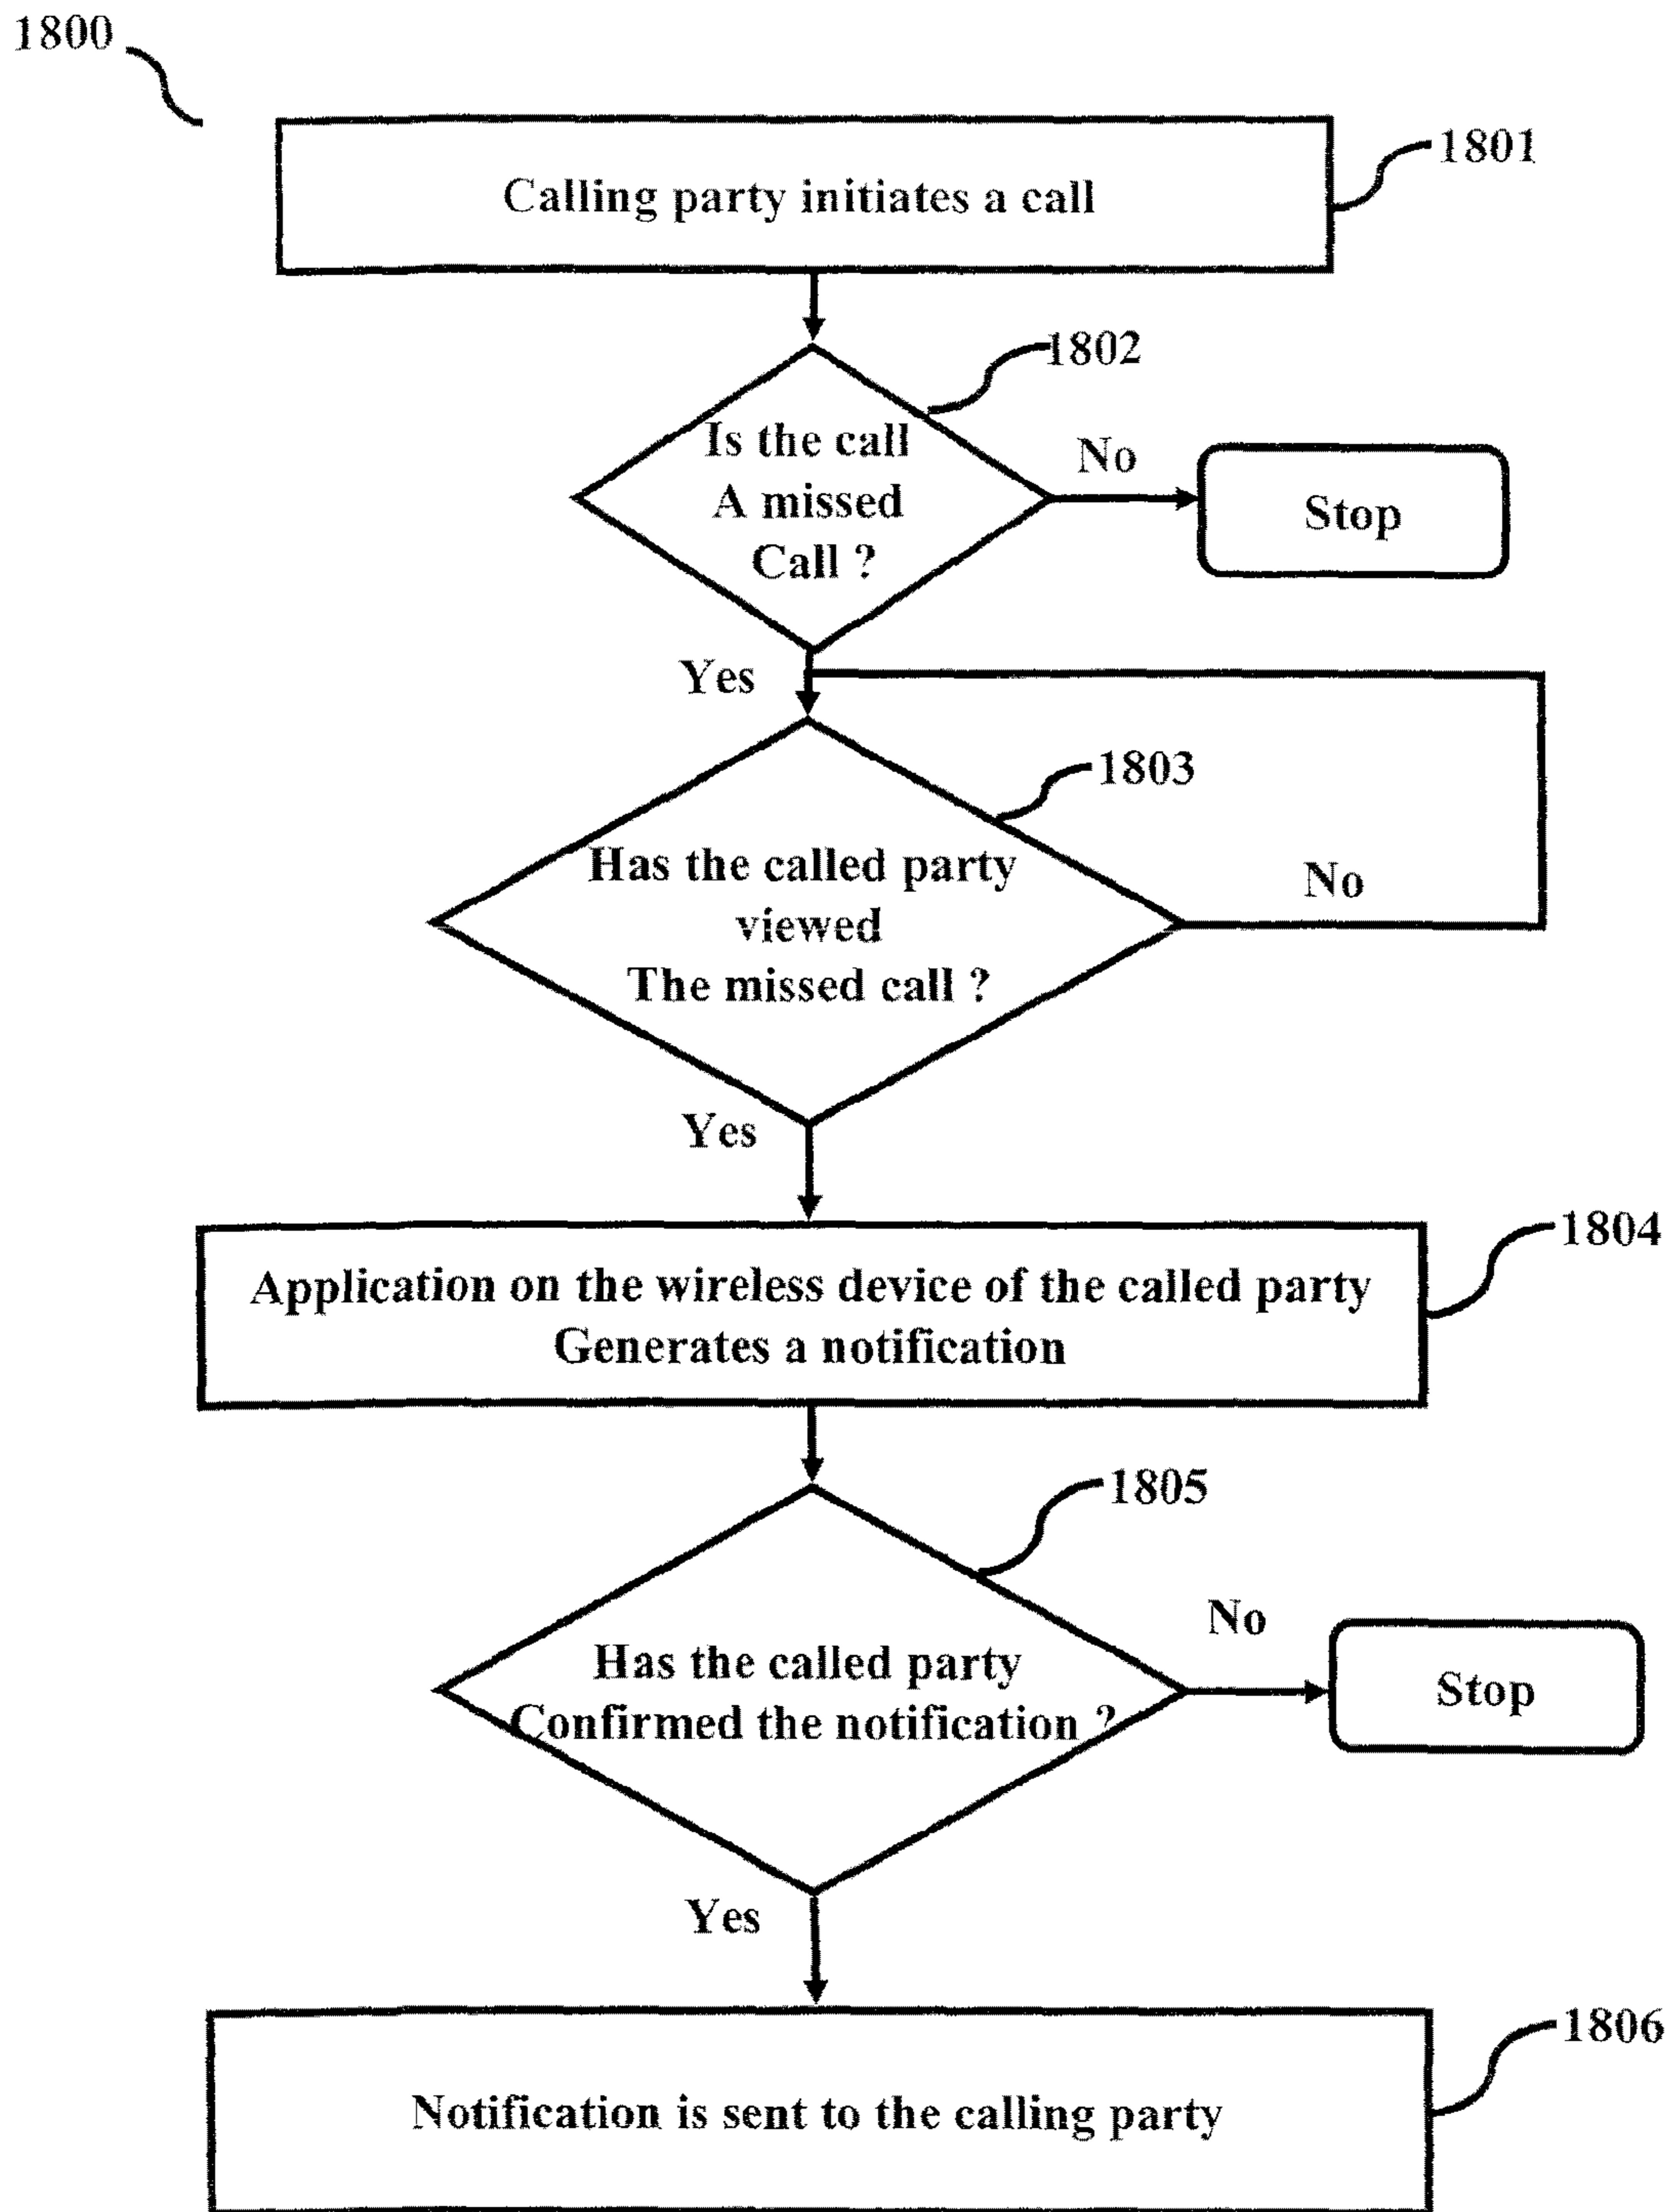 1800
1801
Calling party initiates a call
1802
Is the call
A missed
Call ?
No
Stop
Yes
1803
Has the called party
viewed
The missed call ?
No
Yes
1804
Application on the wireless device of the called party
Generates a notification
1805
Has the called party
Confirmed the notification ?
No
Stop
Yes
1806
Notification is sent to the calling party